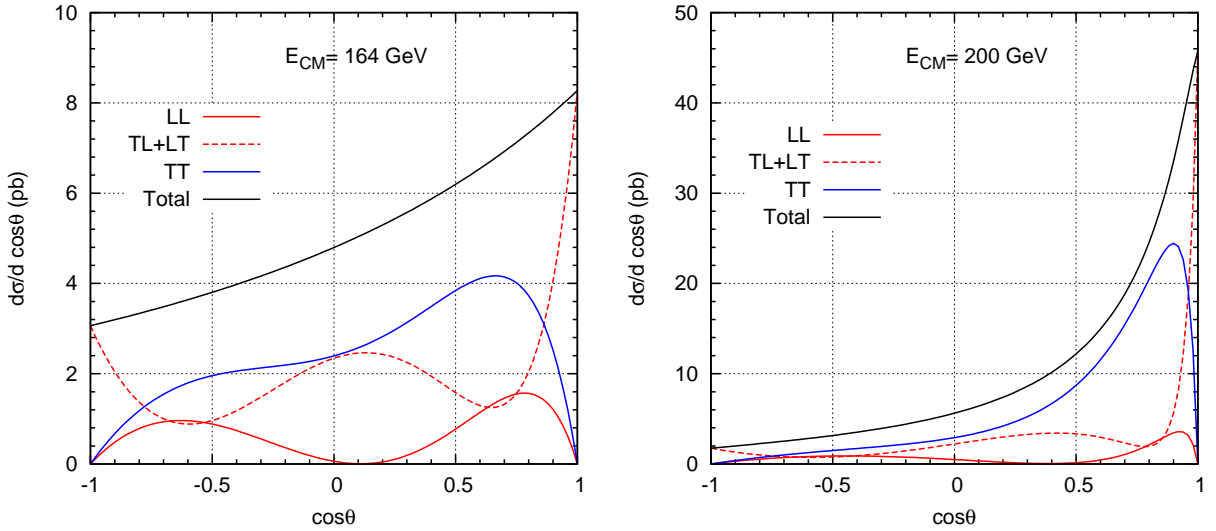 E_CM= 164 GeV
LL
TL+LT
TT
Total
dσ/d cosθ (pb)
10
8
6
4
2
0
-1 -0.5 0 0.5 1
cosθ
E_CM= 200 GeV
LL
TL+LT
TT
Total
dσ/d cosθ (pb)
50
40
30
20
10
0
-1 -0.5 0 0.5 1
cosθ